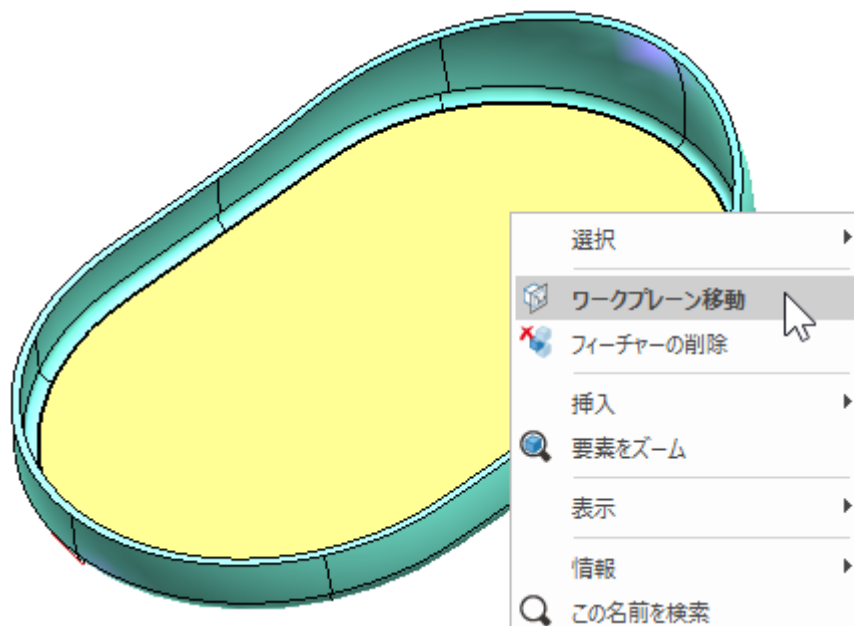 選択
ワークプレーン移動
フィーチャーの削除
挿入
要素をズーム
表示
情報
この名前を検索